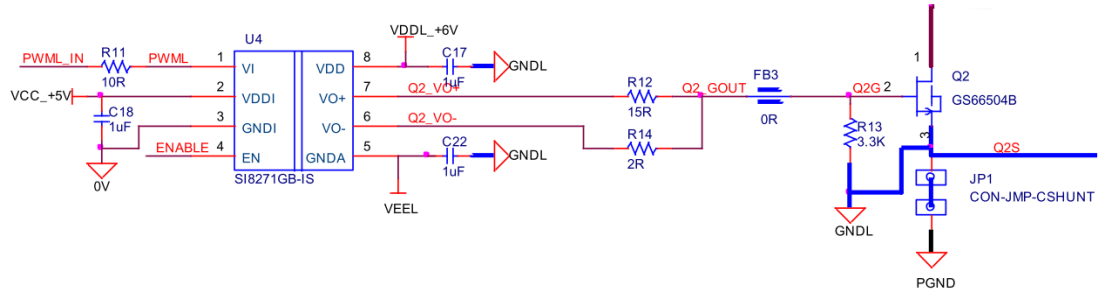 U4
VDDL_+6V
R11
PWML_IN
PWML
10R
1
VI
VDD
8
C17
1uF
GNDL
VCC_+5V
2
VDDI
VO+
7
Q2_VO+
R12
15R
Q2_GOUT
FB3
0R
Q2G
2
1
Q2
GS66504B
C18
1uF
3
GNDI
VO-
6
Q2_VO-
R14
2R
R13
3.3K
3
Q2S
ENABLE
4
EN
GNDA
5
C22
1uF
GNDL
0V
SI8271GB-IS
VEEL
JP1
CON-JMP-CSHUNT
GNDL
PGND